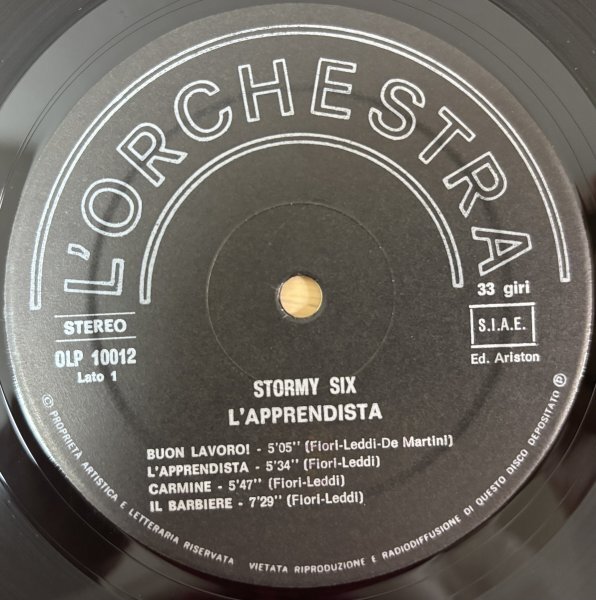 L'ORCHESTRA
33 giri
STEREO
S.I.A.E.
OLP 10012
Ed. Ariston
Lato 1
STORMY SIX
L'APPRENDISTA
BUON LAVORO! - 5'05'' (Fiori-Leddi-De Martini)
L'APPRENDISTA - 5'34'' (Fiori-Leddi)
CARMINE - 5'47'' (Fiori-Leddi)
IL BARBIERE - 7'29'' (Fiori-Leddi)
© PROPRIETA ARTISTICA E LETTERARIA RISERVATA VIETATA RIPRODUZIONE E RADIODIFFUSIONE DI QUESTO DISCO DEPOSITATO ℗